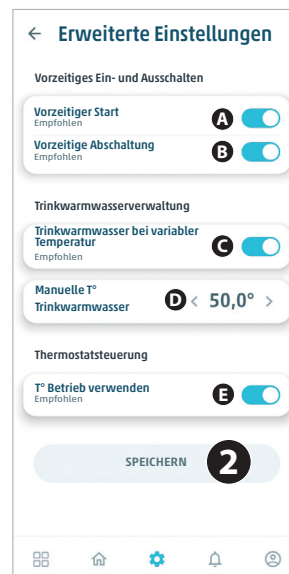 Erweiterte Einstellungen
Vorzeitiges Ein- und Ausschalten
Vorzeitiger Start
Empfohlen
A
Vorzeitige Abschaltung
Empfohlen
B
Trinkwarmwasserverwaltung
Trinkwarmwasser bei variabler
Temperatur
Empfohlen
C
Manuelle T°
Trinkwarmwasser
D
50,0°
Thermostatsteuerung
T° Betrieb verwenden
Empfohlen
E
SPEICHERN
2